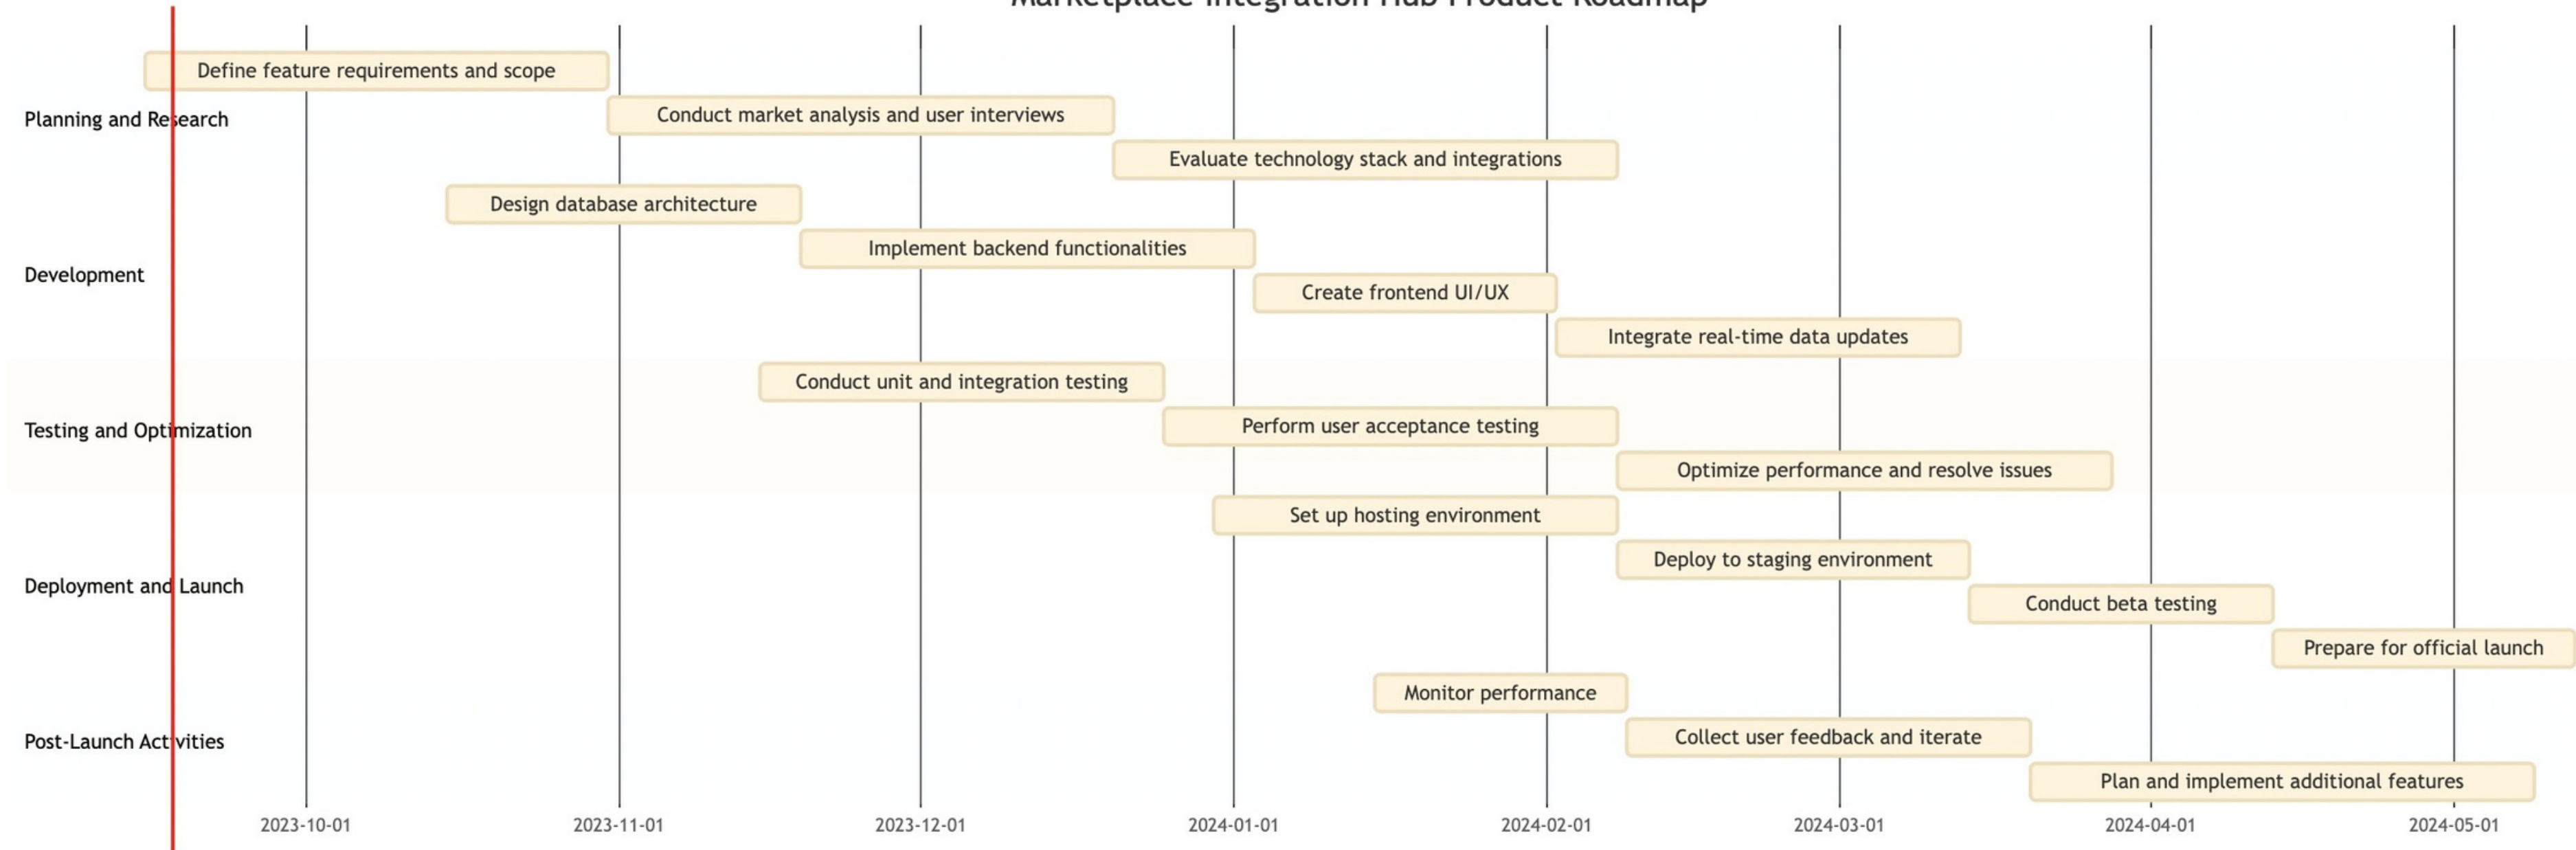 Marketplace Integration Hub Product Roadmap
Define feature requirements and scope
Conduct market analysis and user interviews
Planning and Research
Evaluate technology stack and integrations
Design database architecture
Implement backend functionalities
Development
Create frontend UI/UX
Integrate real-time data updates
Conduct unit and integration testing
Perform user acceptance testing
Testing and Optimization
Optimize performance and resolve issues
Set up hosting environment
Deploy to staging environment
Deployment and Launch
Conduct beta testing
Prepare for official launch
Monitor performance
Collect user feedback and iterate
Post-Launch Activities
Plan and implement additional features
2023-10-01 2023-11-01 2023-12-01 2024-01-01 2024-02-01 2024-03-01 2024-04-01 2024-05-01